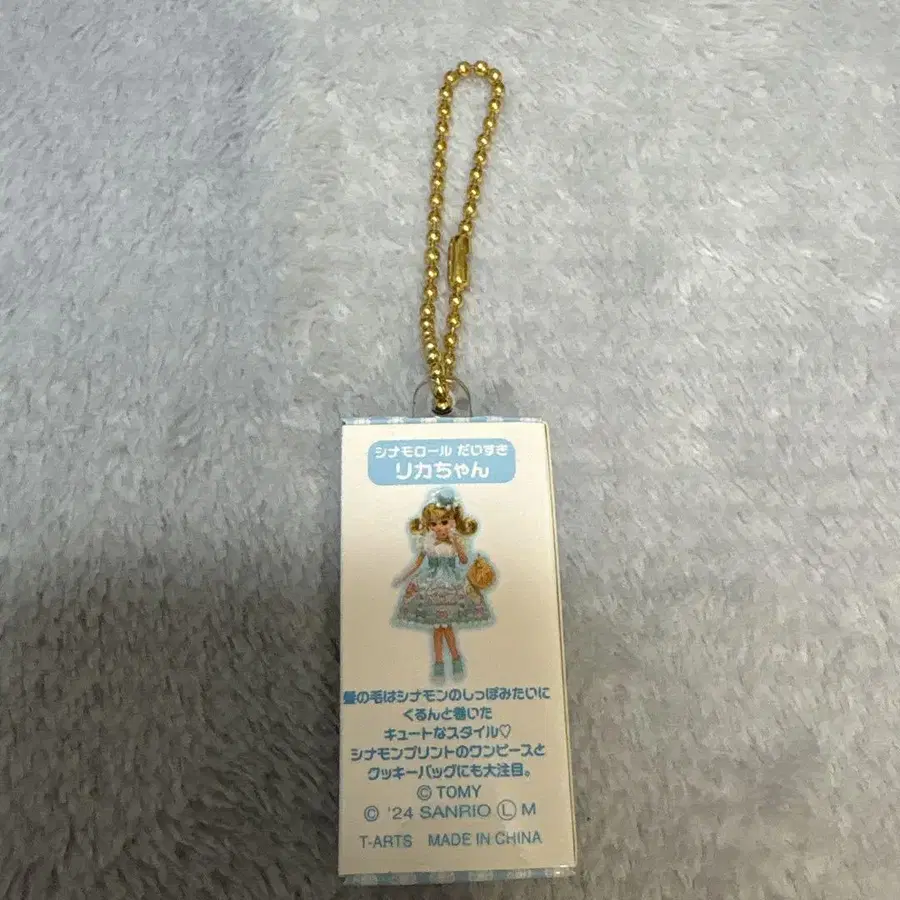 シナモロール だいすき
リカちゃん
髪の毛はシナモンのしっぽみたいに
くるんと巻いた
キュートなスタイル♡
シナモンプリントのワンピースと
クッキーバッグにも大注目。
© TOMY
© '24 SANRIO Ⓛ M
T-ARTS MADE IN CHINA